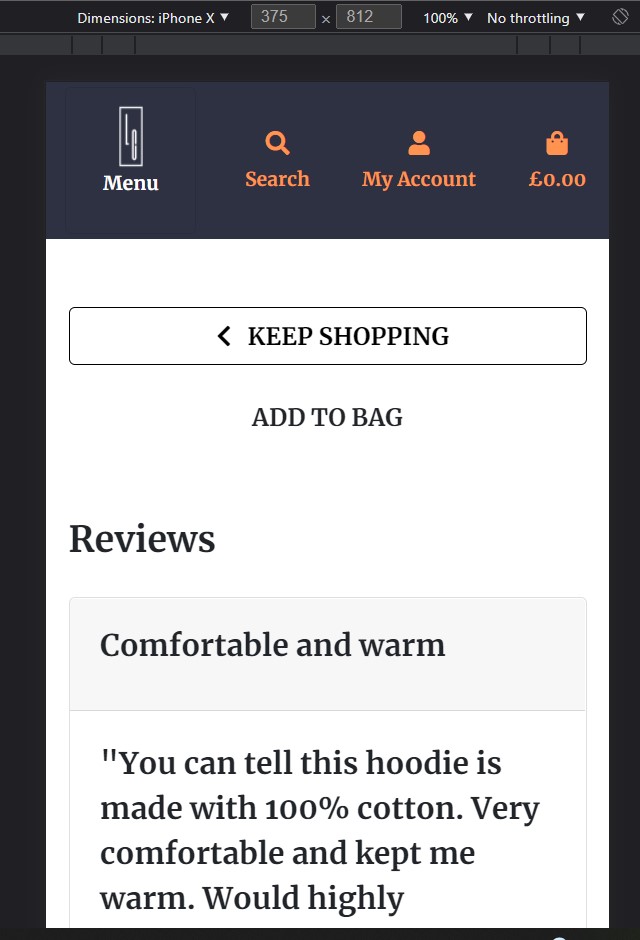 Dimensions: iPhone X ▼ 375 × 812 100% ▼ No throttling ▼
Menu Search My Account £0.00
KEEP SHOPPING
ADD TO BAG
Reviews
Comfortable and warm
"You can tell this hoodie is
made with 100% cotton. Very
comfortable and kept me
warm. Would highly